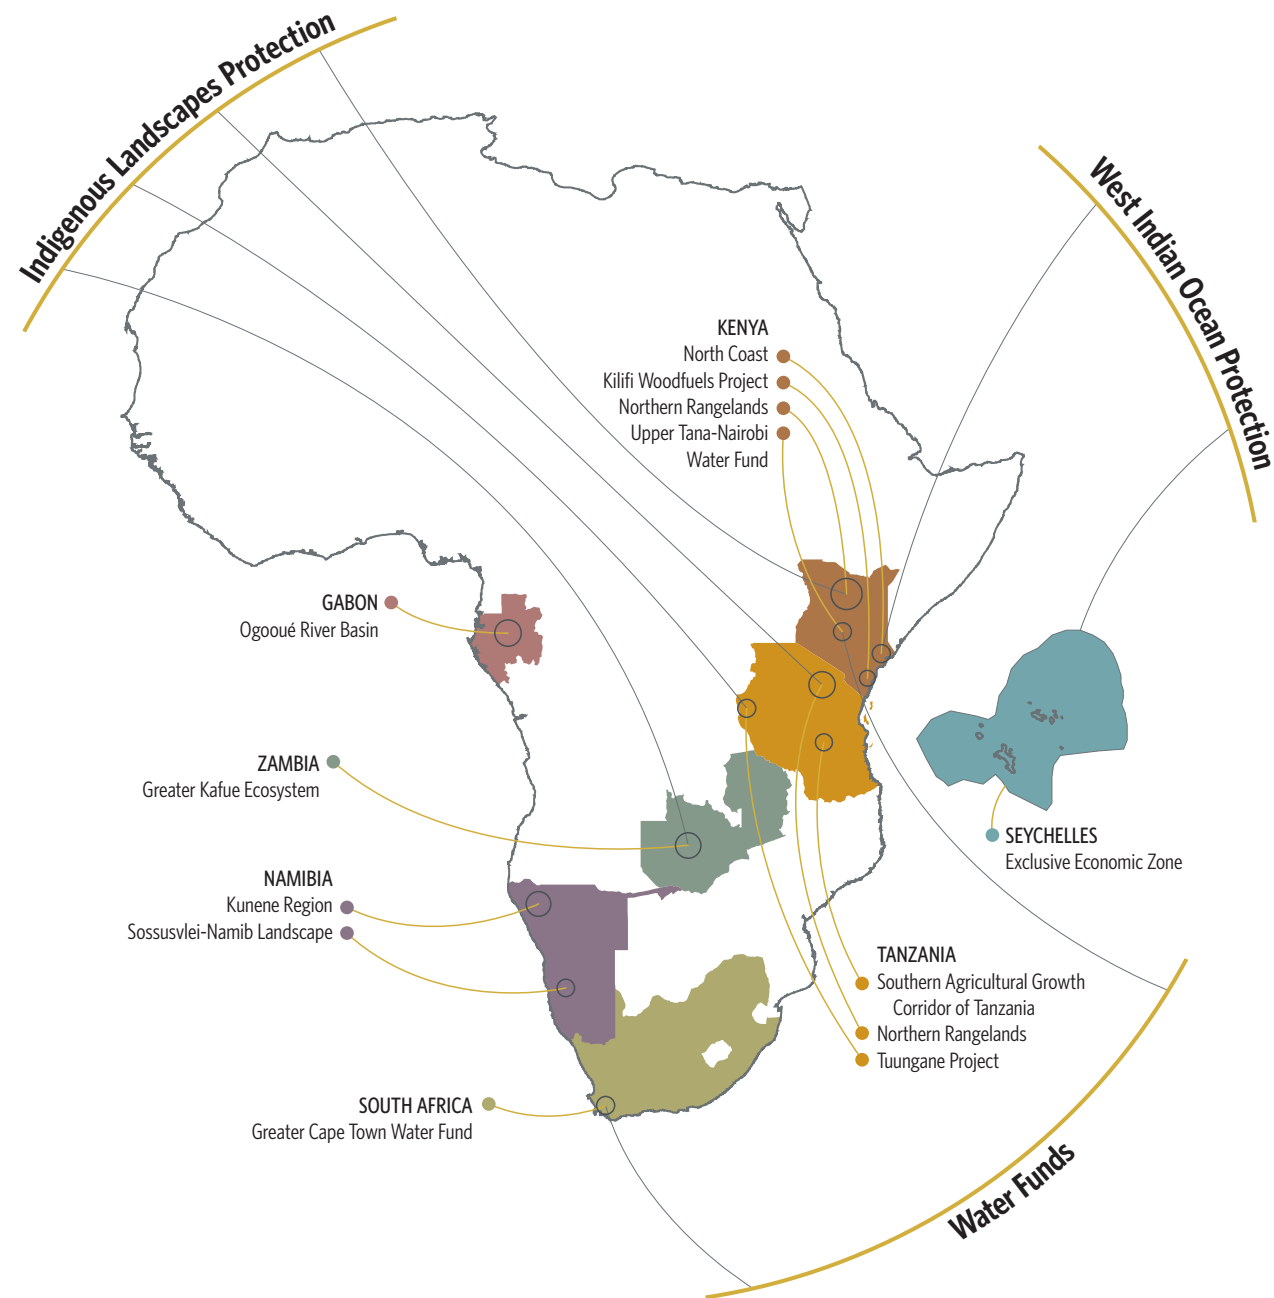 Indigenous Landscapes Protection
West Indian Ocean Protection
KENYA
North Coast
Kilifi Woodfuels Project
Northern Rangelands
Upper Tana-Nairobi
Water Fund
GABON
Ogooué River Basin
ZAMBIA
Greater Kafue Ecosystem
SEYCHELLES
Exclusive Economic Zone
NAMIBIA
Kunene Region
Sossusvlei-Namib Landscape
TANZANIA
Southern Agricultural Growth
Corridor of Tanzania
Northern Rangelands
Tuungane Project
SOUTH AFRICA
Greater Cape Town Water Fund
Water Funds